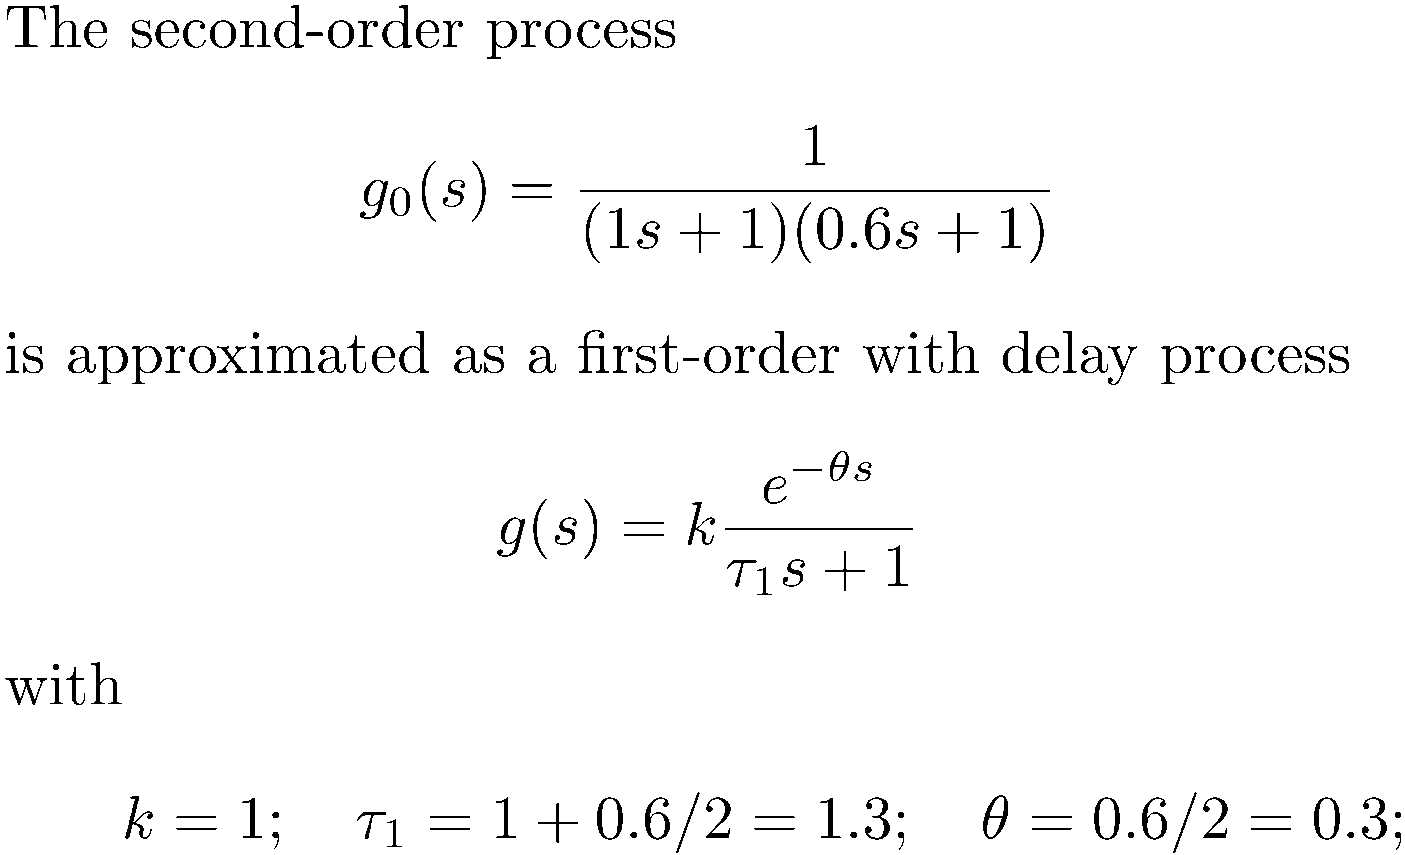 The second-order process
g_0(s) = \frac{1}{(1s + 1)(0.6s + 1)}
is approximated as a first-order with delay process
g(s) = k \frac{e^{-\theta s}}{\tau_1 s + 1}
with
k = 1; \tau_1 = 1 + 0.6/2 = 1.3; \theta = 0.6/2 = 0.3;